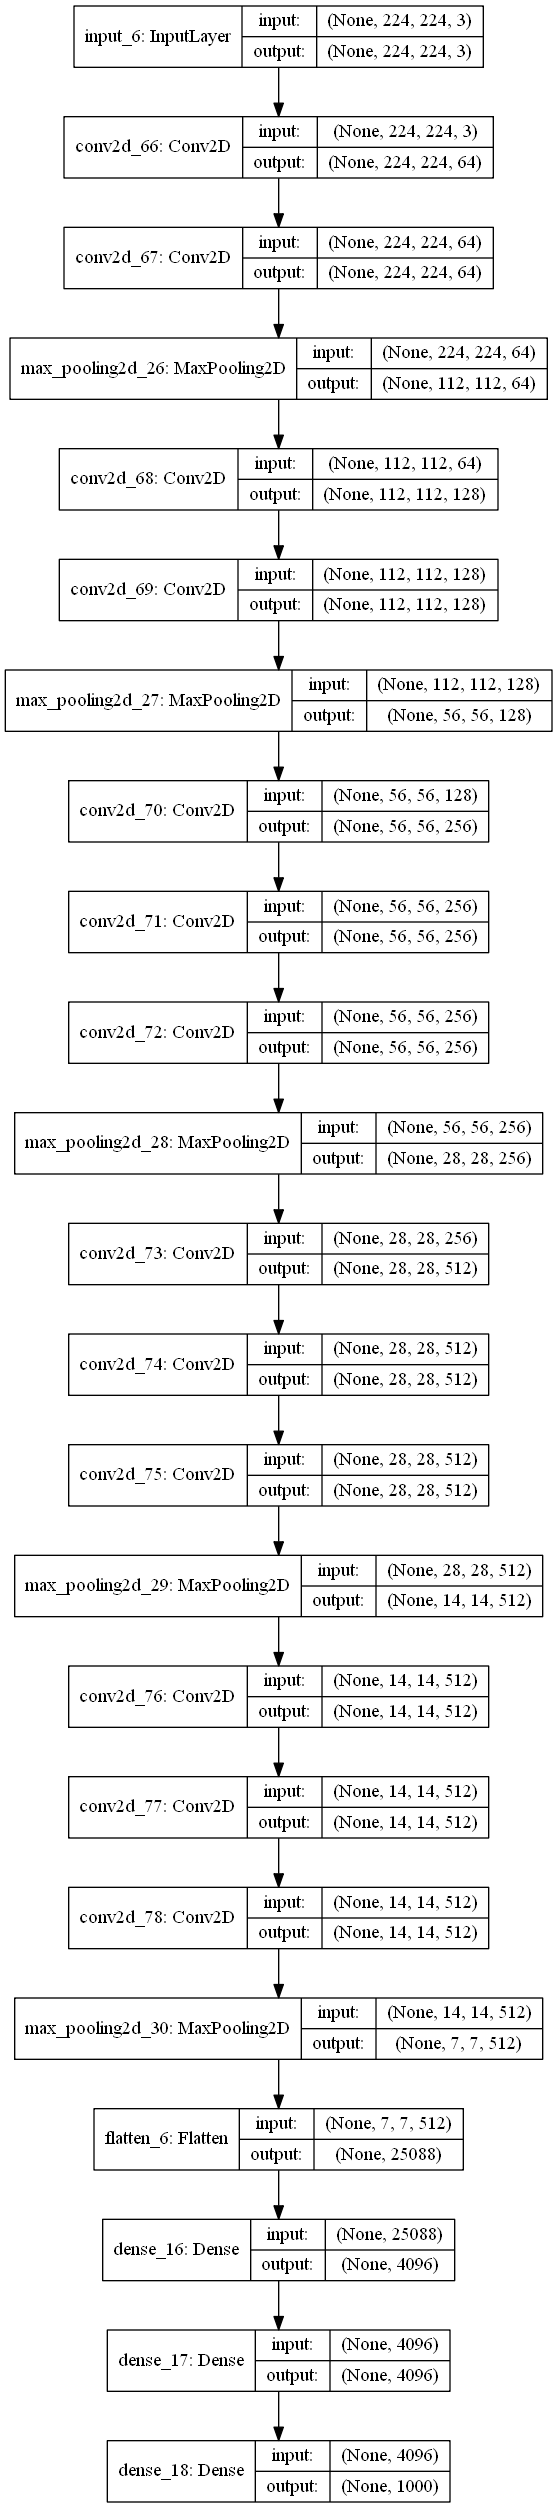 input_6: InputLayer
input: (None, 224, 224, 3)
output: (None, 224, 224, 3)
conv2d_66: Conv2D
input: (None, 224, 224, 3)
output: (None, 224, 224, 64)
conv2d_67: Conv2D
input: (None, 224, 224, 64)
output: (None, 224, 224, 64)
max_pooling2d_26: MaxPooling2D
input: (None, 224, 224, 64)
output: (None, 112, 112, 64)
conv2d_68: Conv2D
input: (None, 112, 112, 64)
output: (None, 112, 112, 128)
conv2d_69: Conv2D
input: (None, 112, 112, 128)
output: (None, 112, 112, 128)
max_pooling2d_27: MaxPooling2D
input: (None, 112, 112, 128)
output: (None, 56, 56, 128)
conv2d_70: Conv2D
input: (None, 56, 56, 128)
output: (None, 56, 56, 256)
conv2d_71: Conv2D
input: (None, 56, 56, 256)
output: (None, 56, 56, 256)
conv2d_72: Conv2D
input: (None, 56, 56, 256)
output: (None, 56, 56, 256)
max_pooling2d_28: MaxPooling2D
input: (None, 56, 56, 256)
output: (None, 28, 28, 256)
conv2d_73: Conv2D
input: (None, 28, 28, 256)
output: (None, 28, 28, 512)
conv2d_74: Conv2D
input: (None, 28, 28, 512)
output: (None, 28, 28, 512)
conv2d_75: Conv2D
input: (None, 28, 28, 512)
output: (None, 28, 28, 512)
max_pooling2d_29: MaxPooling2D
input: (None, 28, 28, 512)
output: (None, 14, 14, 512)
conv2d_76: Conv2D
input: (None, 14, 14, 512)
output: (None, 14, 14, 512)
conv2d_77: Conv2D
input: (None, 14, 14, 512)
output: (None, 14, 14, 512)
conv2d_78: Conv2D
input: (None, 14, 14, 512)
output: (None, 14, 14, 512)
max_pooling2d_30: MaxPooling2D
input: (None, 14, 14, 512)
output: (None, 7, 7, 512)
flatten_6: Flatten
input: (None, 7, 7, 512)
output: (None, 25088)
dense_16: Dense
input: (None, 25088)
output: (None, 4096)
dense_17: Dense
input: (None, 4096)
output: (None, 4096)
dense_18: Dense
input: (None, 4096)
output: (None, 1000)